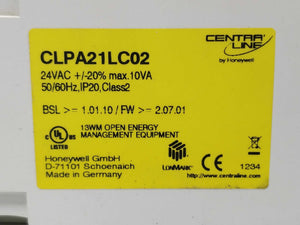 CENTRA
LINE
by Honeywell
CLPA21LC02
24VAC +/-20% max.10VA
50/60Hz,IP20,Class2
BSL >= 1.01.10 / FW >= 2.07.01
C UL US LISTED
13WM OPEN ENERGY
MANAGEMENT EQUIPMENT
Honeywell GmbH
D-71101 Schoenaich
Made in Germany
LONMARK
CE
1234
http://www.centraline.com